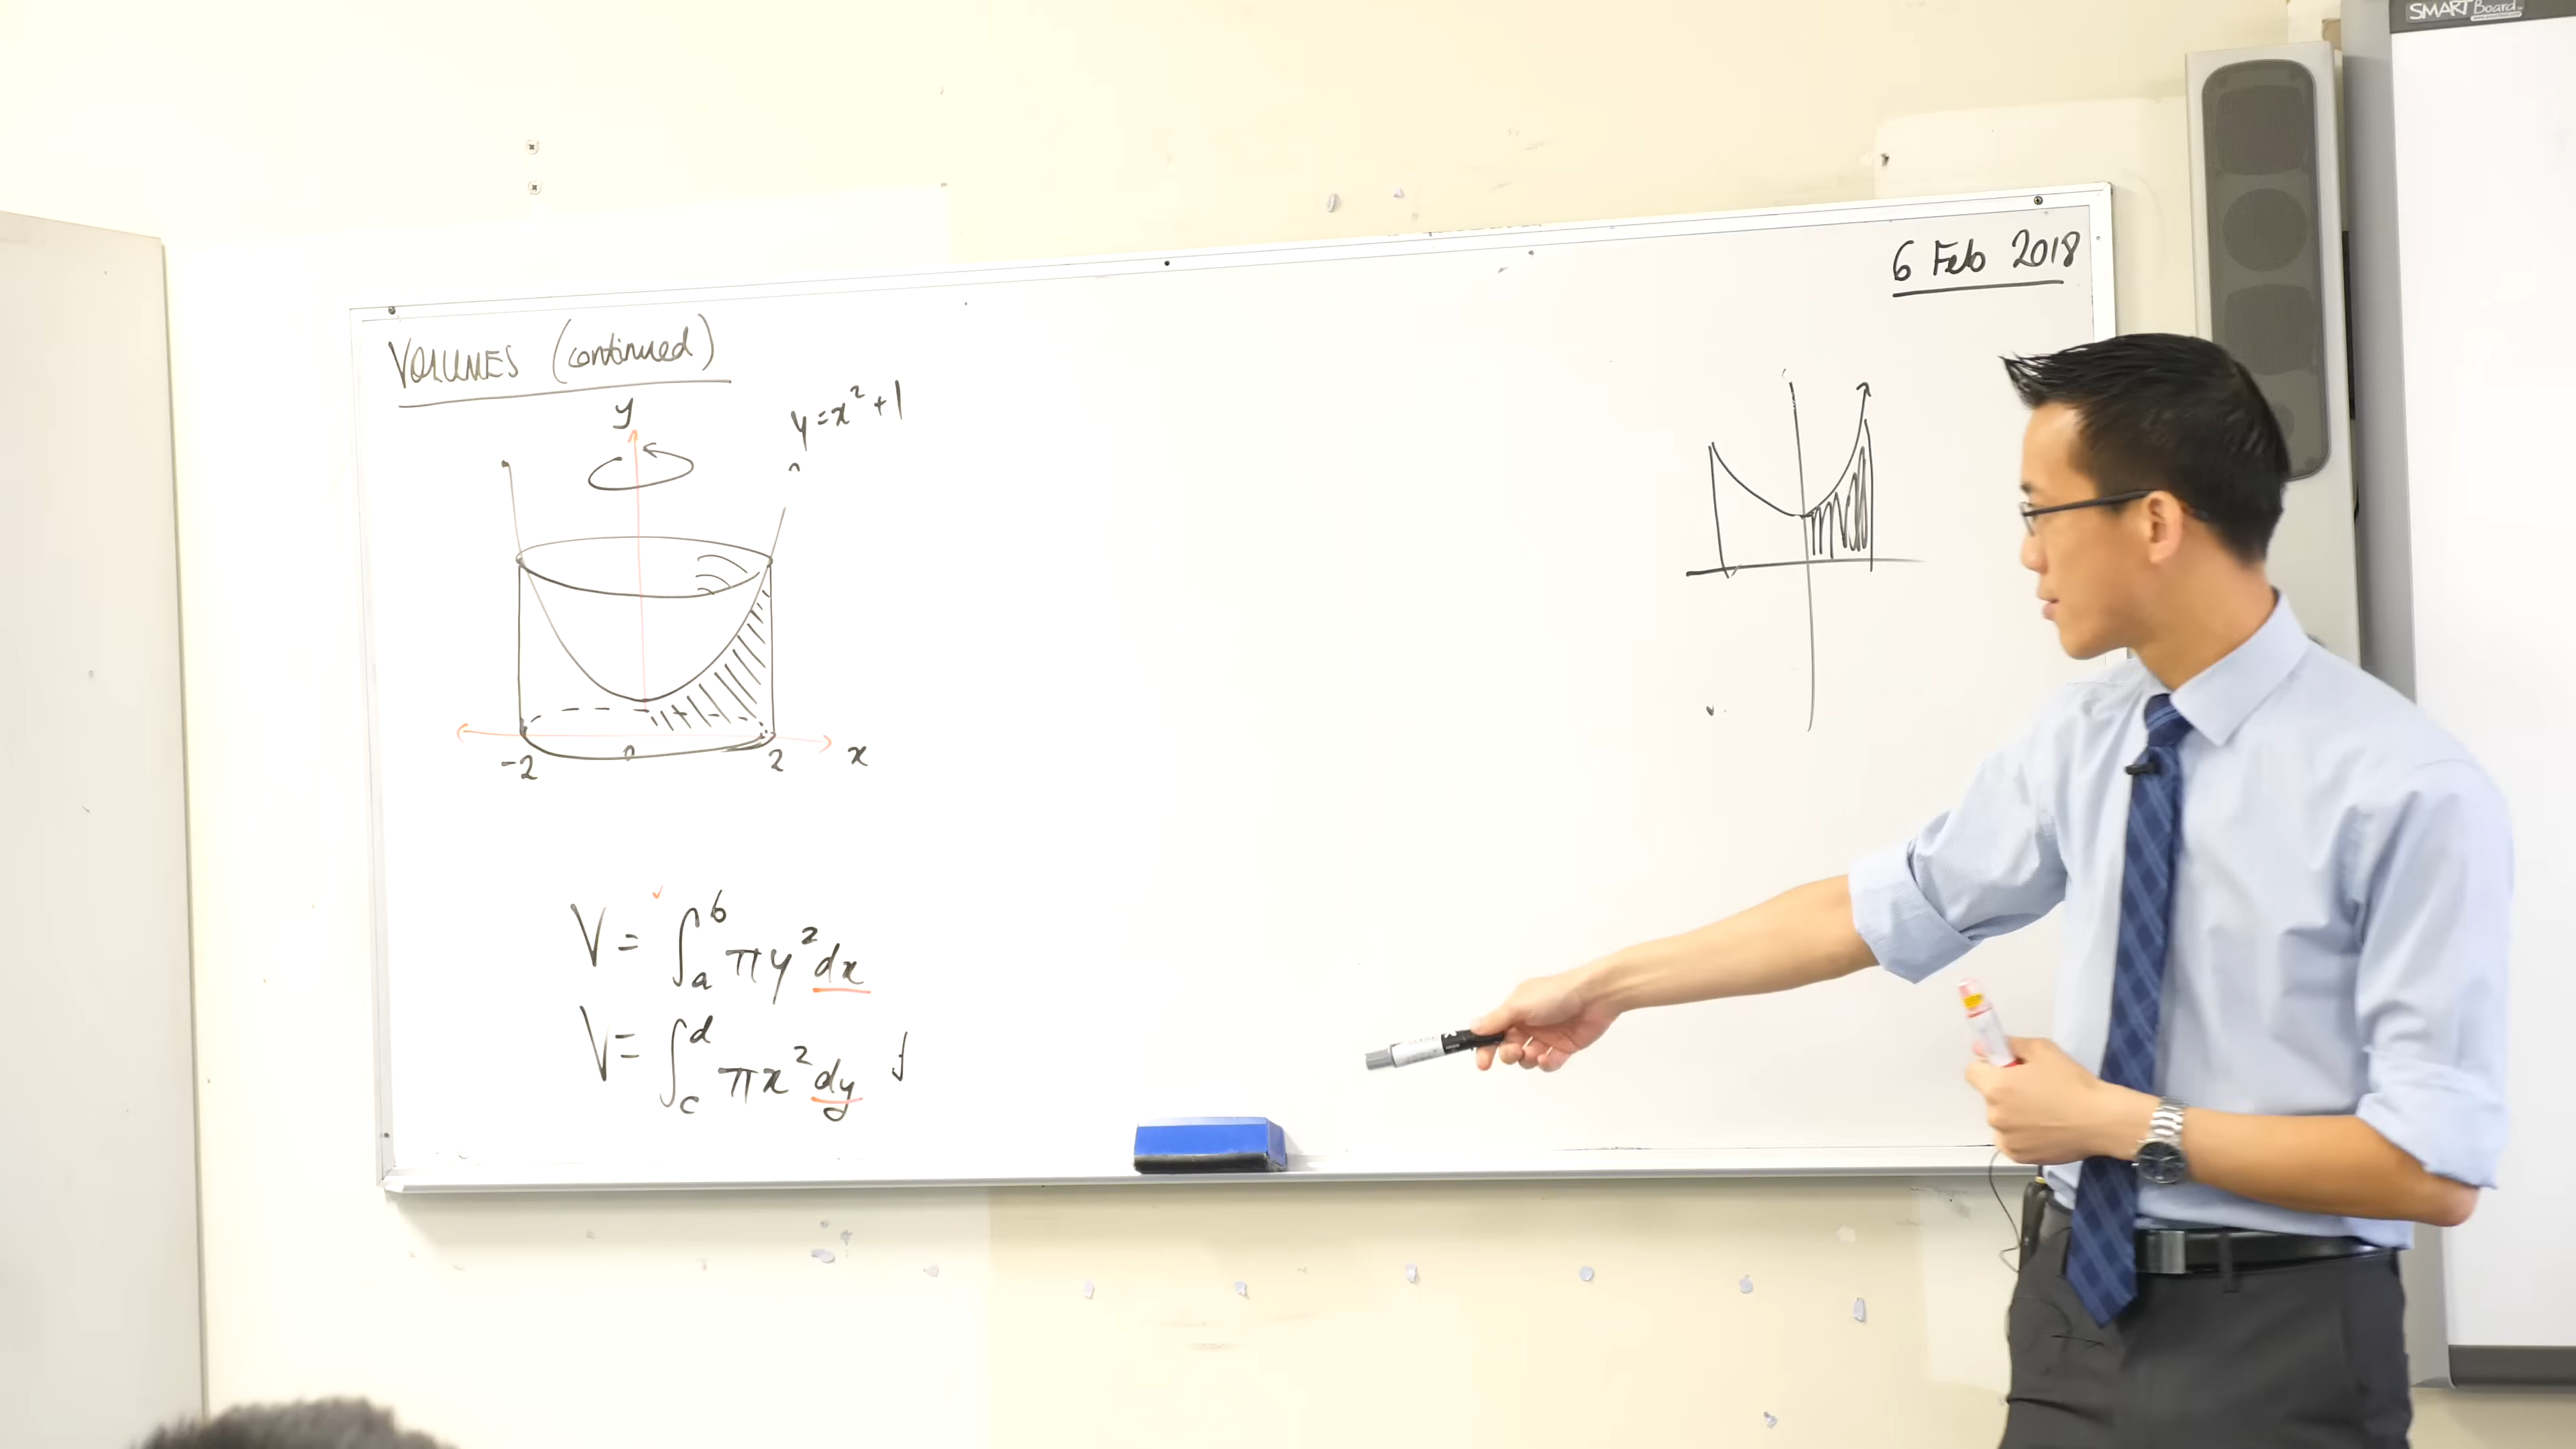 SMART Board
6 Feb 2018
VOLUMES (continued)
y
y=x²+1
-2 0 2 x
V = ∫ₐᵇ πy² dx
V = ∫ᶜᵈ πx² dy ∫